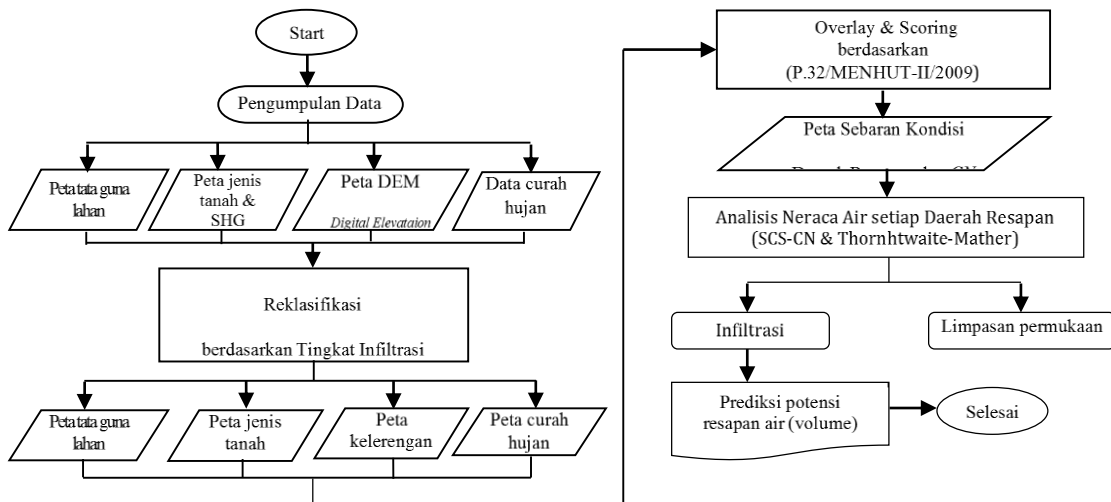 Start
Pengumpulan Data
Peta tata guna
lahan
Peta jenis
tanah &
SHG
Peta DEM
Digital Elevataion
Data curah
hujan
Reklasifikasi
berdasarkan Tingkat Infiltrasi
Peta tata guna
lahan
Peta jenis
tanah
Peta
kelerengan
Peta curah
hujan
Overlay & Scoring
berdasarkan
(P.32/MENHUT-II/2009)
Peta Sebaran Kondisi
Analisis Neraca Air setiap Daerah Resapan
(SCS-CN & Thornhtwaite-Mather)
Infiltrasi
Limpasan permukaan
Prediksi potensi
resapan air (volume)
Selesai